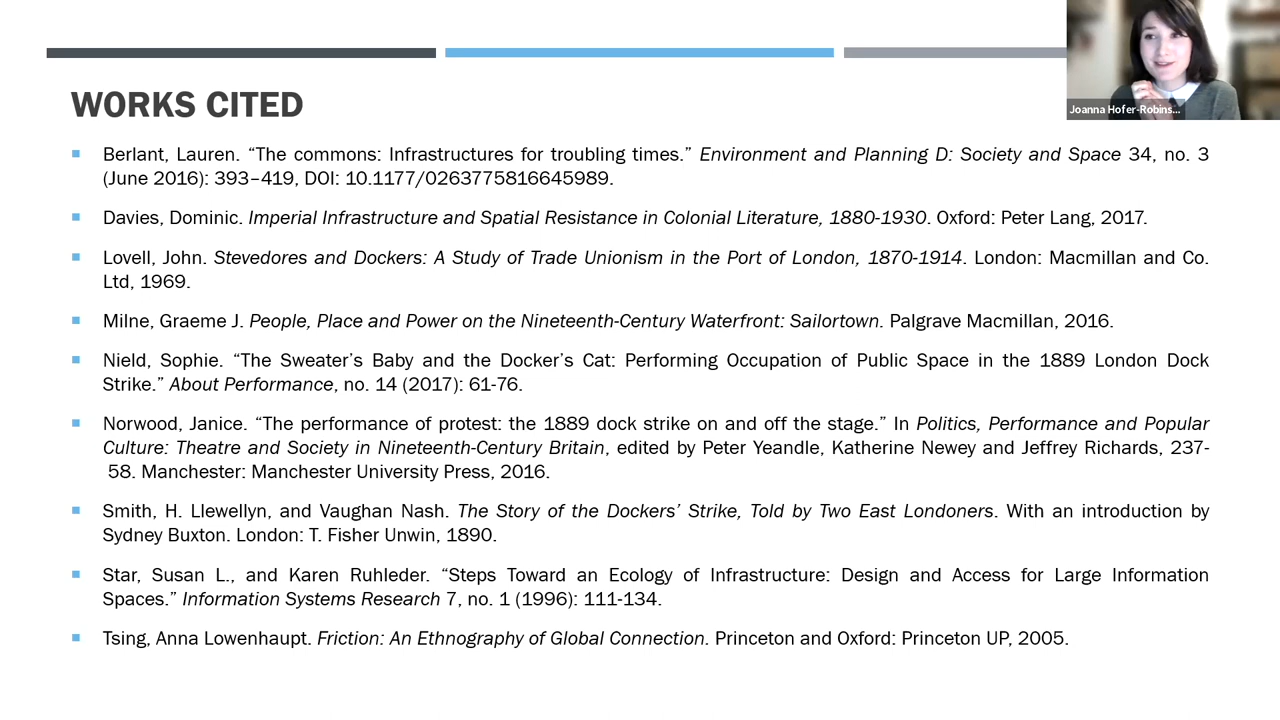 Joanna Hofer-Robins...
WORKS CITED
Berlant, Lauren. “The commons: Infrastructures for troubling times.” Environment and Planning D: Society and Space 34, no. 3
(June 2016): 393–419, DOI: 10.1177/0263775816645989.
Davies, Dominic. Imperial Infrastructure and Spatial Resistance in Colonial Literature, 1880-1930. Oxford: Peter Lang, 2017.
Lovell, John. Stevedores and Dockers: A Study of Trade Unionism in the Port of London, 1870-1914. London: Macmillan and Co.
Ltd, 1969.
Milne, Graeme J. People, Place and Power on the Nineteenth-Century Waterfront: Sailortown. Palgrave Macmillan, 2016.
Nield, Sophie. “The Sweater’s Baby and the Docker’s Cat: Performing Occupation of Public Space in the 1889 London Dock
Strike.” About Performance, no. 14 (2017): 61-76.
Norwood, Janice. “The performance of protest: the 1889 dock strike on and off the stage.” In Politics, Performance and Popular
Culture: Theatre and Society in Nineteenth-Century Britain, edited by Peter Yeandle, Katherine Newey and Jeffrey Richards, 237-
58. Manchester: Manchester University Press, 2016.
Smith, H. Llewellyn, and Vaughan Nash. The Story of the Dockers’ Strike, Told by Two East Londoners. With an introduction by
Sydney Buxton. London: T. Fisher Unwin, 1890.
Star, Susan L., and Karen Ruhleder. “Steps Toward an Ecology of Infrastructure: Design and Access for Large Information
Spaces.” Information Systems Research 7, no. 1 (1996): 111-134.
Tsing, Anna Lowenhaupt. Friction: An Ethnography of Global Connection. Princeton and Oxford: Princeton UP, 2005.